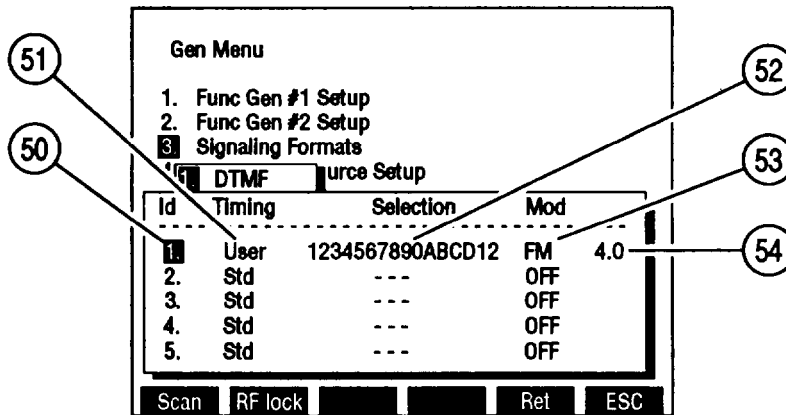 Gen Menu
1. Func Gen #1 Setup
2. Func Gen #2 Setup
3. Signaling Formats
urce Setup
1. DTMF
Id Timing Selection Mod
1. User 1234567890ABCD12 FM 4.0
2. Std - - - OFF
3. Std - - - OFF
4. Std - - - OFF
5. Std - - - OFF
Scan RF lock Ret ESC
50
51
52
53
54